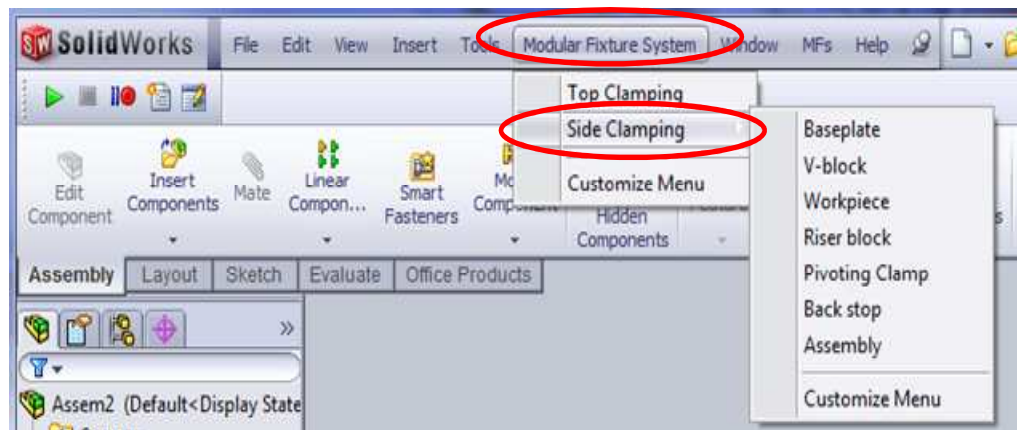 SolidWorks File Edit View Insert Tools Modular Fixture System Window MFs Help
Top Clamping
Side Clamping
Customize Menu
Baseplate
V-block
Workpiece
Riser block
Pivoting Clamp
Back stop
Assembly
Customize Menu
Edit Component
Insert Components
Mate
Linear Compon...
Smart Fasteners
Hidden Components
Assembly Layout Sketch Evaluate Office Products
Assem2 (Default<Display State